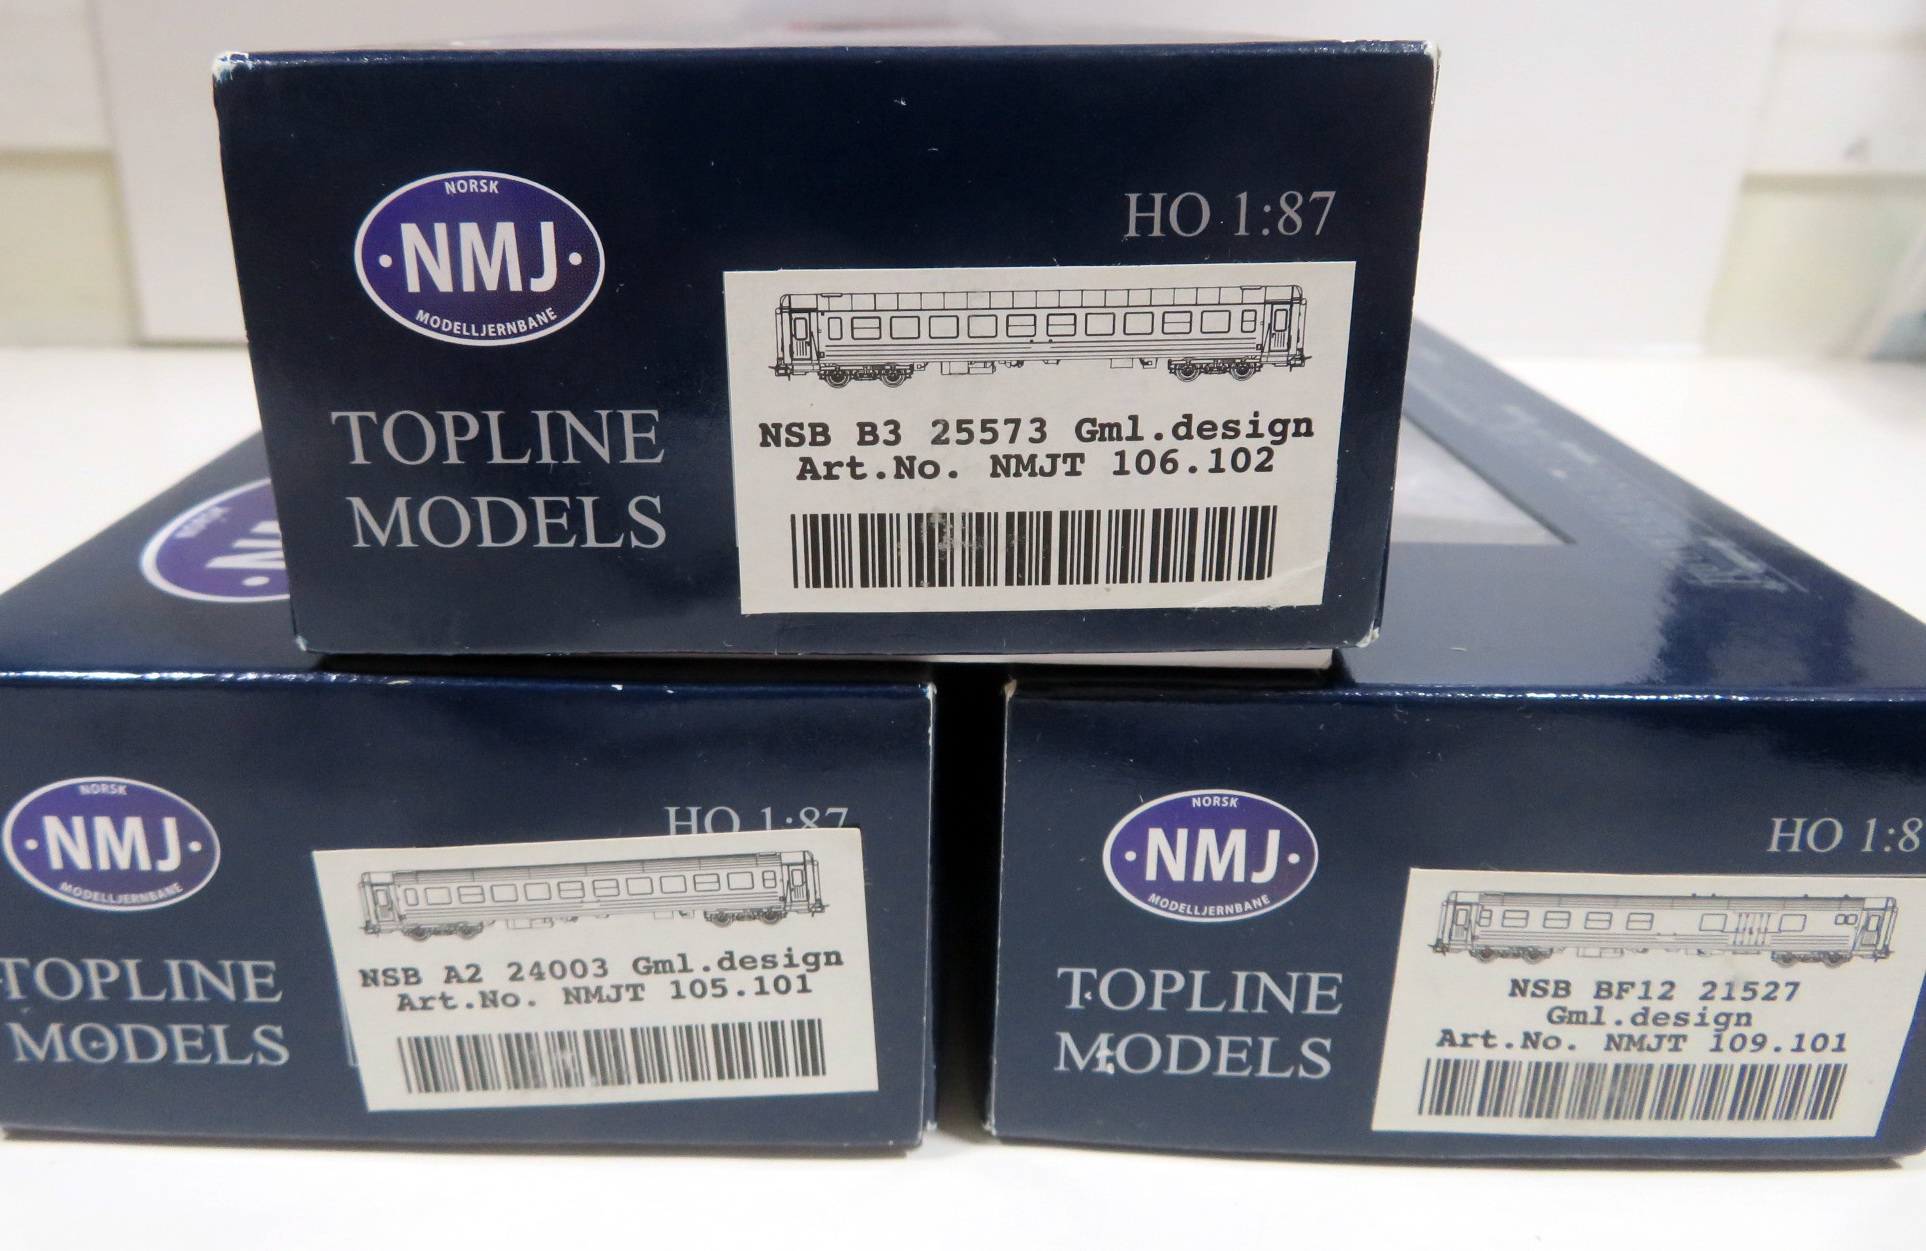 NORSK
·NMJ·
MODELLJERNBANE
HO 1:87
TOPLINE
MODELS
NSB B3 25573 Gml.design
Art.No. NMJT 106.102
NORSK
·NMJ·
MODELLJERNBANE
HO 1:87
TOPLINE
MODELS
NSB A2 24003 Gml.design
Art.No. NMJT 105.101
NORSK
·NMJ·
MODELLJERNBANE
HO 1:8
TOPLINE
MODELS
NSB BF12 21527
Gml.design
Art.No. NMJT 109.101
NORSK